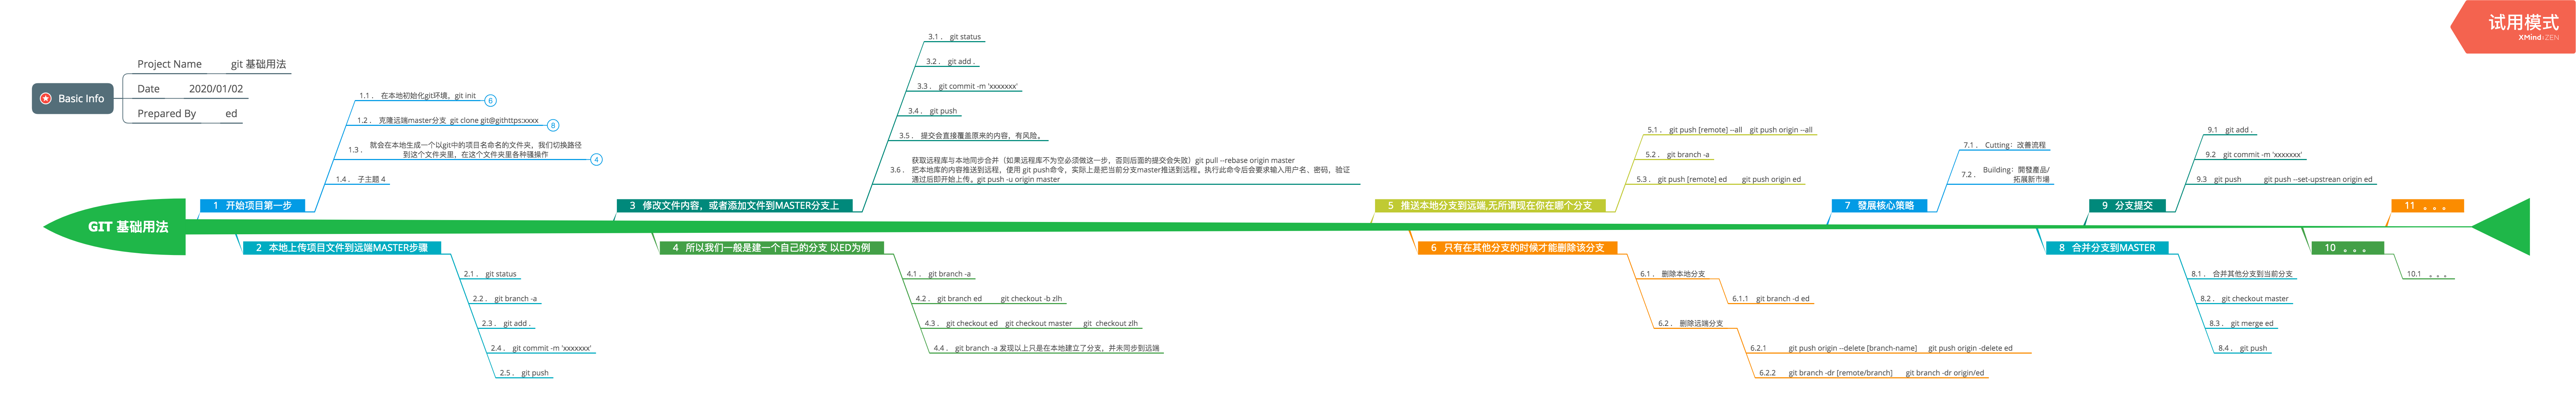 试用模式
XMind:ZEN
Basic Info
Project Name git 基础用法
Date 2020/01/02
Prepared By ed
GIT 基础用法
1 开始项目第一步
1.1 . 在本地初始化git环境。git init 6
1.2 . 克隆远端master分支 git clone git@githttps:xxxx 8
1.3 . 就会在本地生成一个以git中的项目名命名的文件夹，我们切换路径
到这个文件夹里，在这个文件夹里各种骚操作 4
1.4 . 子主题 4
2 本地上传项目文件到远端MASTER步骤
2.1 . git status
2.2 . git branch -a
2.3 . git add .
2.4 . git commit -m 'xxxxxxx'
2.5 . git push
3 修改文件内容，或者添加文件到MASTER分支上
3.1 . git status
3.2 . git add .
3.3 . git commit -m 'xxxxxxx'
3.4 . git push
3.5 . 提交会直接覆盖原来的内容，有风险。
3.6 . 获取远程库与本地同步合并（如果远程库不为空必须做这一步，否则后面的提交会失败）git pull --rebase origin master
把本地库的内容推送到远程，使用 git push命令，实际上是把当前分支master推送到远程。执行此命令后会要求输入用户名、密码，验证
通过后即开始上传。git push -u origin master
4 所以我们一般是建一个自己的分支 以ED为例
4.1 . git branch -a
4.2 . git branch ed git checkout -b zlh
4.3 . git checkout ed git checkout master git checkout zlh
4.4 . git branch -a 发现以上只是在本地建立了分支，并未同步到远端
5 推送本地分支到远端,无所谓现在你在哪个分支
5.1 . git push [remote] --all git push origin --all
5.2 . git branch -a
5.3 . git push [remote] ed git push origin ed
6 只有在其他分支的时候才能删除该分支
6.1 . 删除本地分支
6.1.1 git branch -d ed
6.2 . 删除远端分支
6.2.1 git push origin --delete [branch-name] git push origin -delete ed
6.2.2 git branch -dr [remote/branch] git branch -dr origin/ed
7 發展核心策略
7.1 . Cutting：改善流程
7.2 . Building：開發產品/
拓展新市場
8 合并分支到MASTER
8.1 . 合并其他分支到当前分支
8.2 . git checkout master
8.3 . git merge ed
8.4 . git push
9 分支提交
9.1 git add .
9.2 git commit -m 'xxxxxxx'
9.3 git push git push --set-upstrean origin ed
10 。。。
10.1 。。。
11 。。。